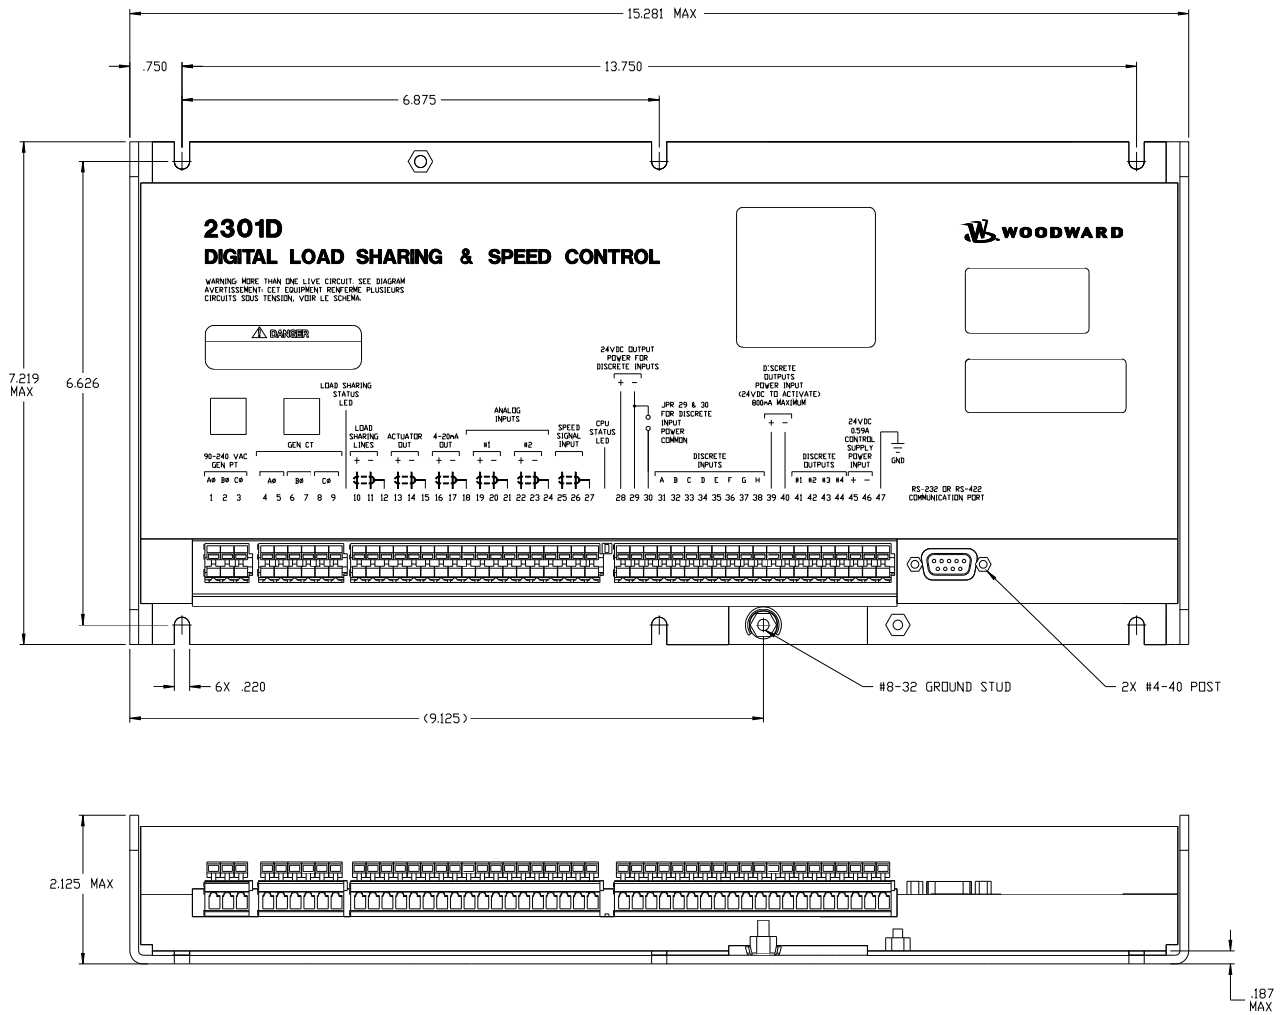 15.281 MAX
.750
13.750
6.875
7.219
MAX
6.626
2301D
DIGITAL LOAD SHARING & SPEED CONTROL
WARNING: MORE THAN ONE LIVE CIRCUIT. SEE DIAGRAM
AVERTISSEMENT: CET EQUIPMENT RENFERME PLUSIEURS
CIRCUITS SOUS TENSION, VOIR LE SCHEMA.
WOODWARD
DANGER
24VDC OUTPUT
POWER FOR
DISCRETE INPUTS
+ -
DISCRETE
OUTPUTS
POWER INPUT
(24VDC TO ACTIVATE)
800mA MAXIMUM
+ -
LOAD SHARING
STATUS
LED
JPR 29 & 30
FOR DISCRETE
INPUT
POWER
COMMON
ANALOG
INPUTS
#1 #2
CPU
STATUS
LED
24VDC
0.59A
CONTROL
SUPPLY
POWER
INPUT
+ -
GND
GEN CT
LOAD
SHARING
LINES
+ -
ACTUATOR
OUT
+ -
4-20mA
OUT
+ -
+ -
+ -
SPEED
SIGNAL
INPUT
90-240 VAC
GEN PT
AØ BØ CØ
AØ BØ CØ
DISCRETE
INPUTS
A B C D E F G H
DISCRETE
OUTPUTS
#1 #2 #3 #4
1 2 3 4 5 6 7 8 9 10 11 12 13 14 15 16 17 18 19 20 21 22 23 24 25 26 27 28 29 30 31 32 33 34 35 36 37 38 39 40 41 42 43 44 45 46 47
RS-232 OR RS-422
COMMUNICATION PORT
6X .220
#8-32 GROUND STUD
2X #4-40 POST
(9.125)
2.125 MAX
.187
MAX